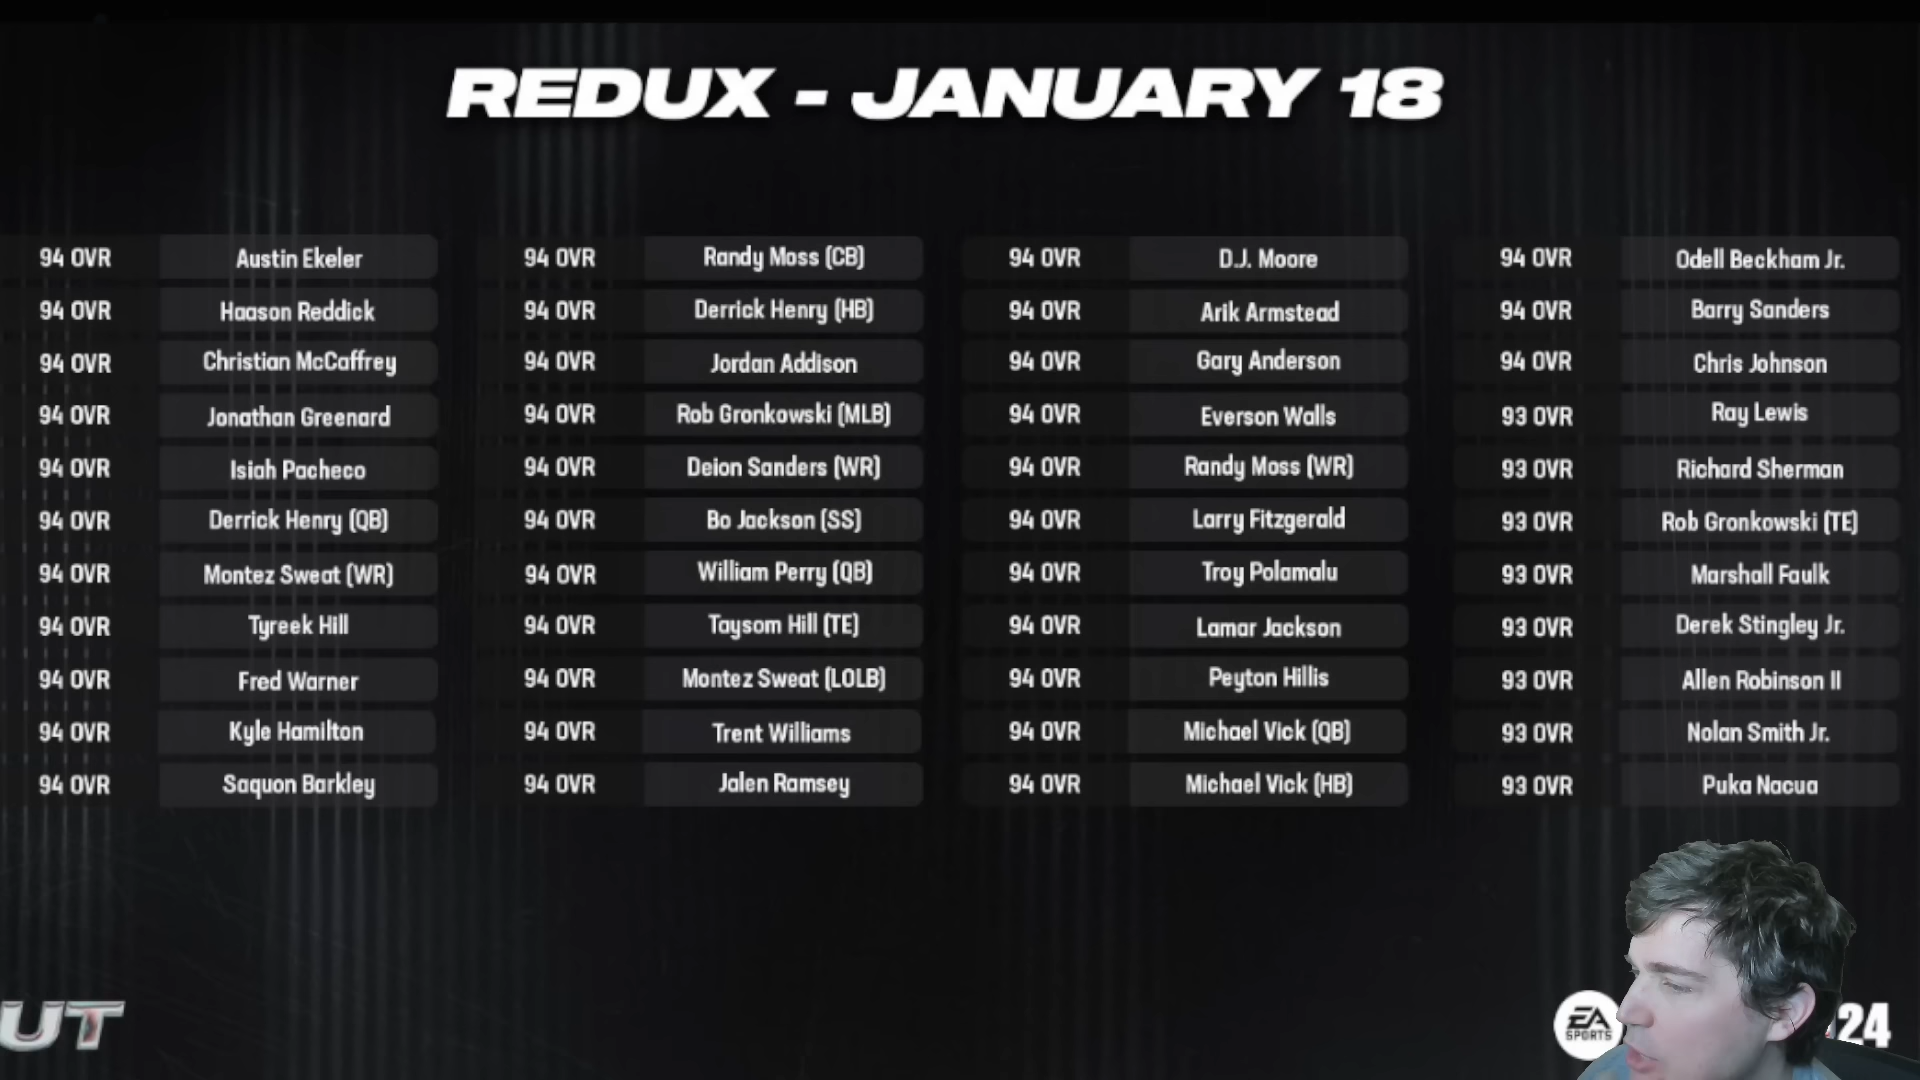 REDUX - JANUARY 18
94 OVR Austin Ekeler
94 OVR Haason Reddick
94 OVR Christian McCaffrey
94 OVR Jonathan Greenard
94 OVR Isiah Pacheco
94 OVR Derrick Henry (QB)
94 OVR Montez Sweat (WR)
94 OVR Tyreek Hill
94 OVR Fred Warner
94 OVR Kyle Hamilton
94 OVR Saquon Barkley
94 OVR Randy Moss (CB)
94 OVR Derrick Henry (HB)
94 OVR Jordan Addison
94 OVR Rob Gronkowski (MLB)
94 OVR Deion Sanders (WR)
94 OVR Bo Jackson (SS)
94 OVR William Perry (QB)
94 OVR Taysom Hill (TE)
94 OVR Montez Sweat (LOLB)
94 OVR Trent Williams
94 OVR Jalen Ramsey
94 OVR D.J. Moore
94 OVR Arik Armstead
94 OVR Gary Anderson
94 OVR Everson Walls
94 OVR Randy Moss (WR)
94 OVR Larry Fitzgerald
94 OVR Troy Polamalu
94 OVR Lamar Jackson
94 OVR Peyton Hillis
94 OVR Michael Vick (QB)
94 OVR Michael Vick (HB)
94 OVR Odell Beckham Jr.
94 OVR Barry Sanders
94 OVR Chris Johnson
93 OVR Ray Lewis
93 OVR Richard Sherman
93 OVR Rob Gronkowski (TE)
93 OVR Marshall Faulk
93 OVR Derek Stingley Jr.
93 OVR Allen Robinson II
93 OVR Nolan Smith Jr.
93 OVR Puka Nacua
UT
EA
SPORTS
24